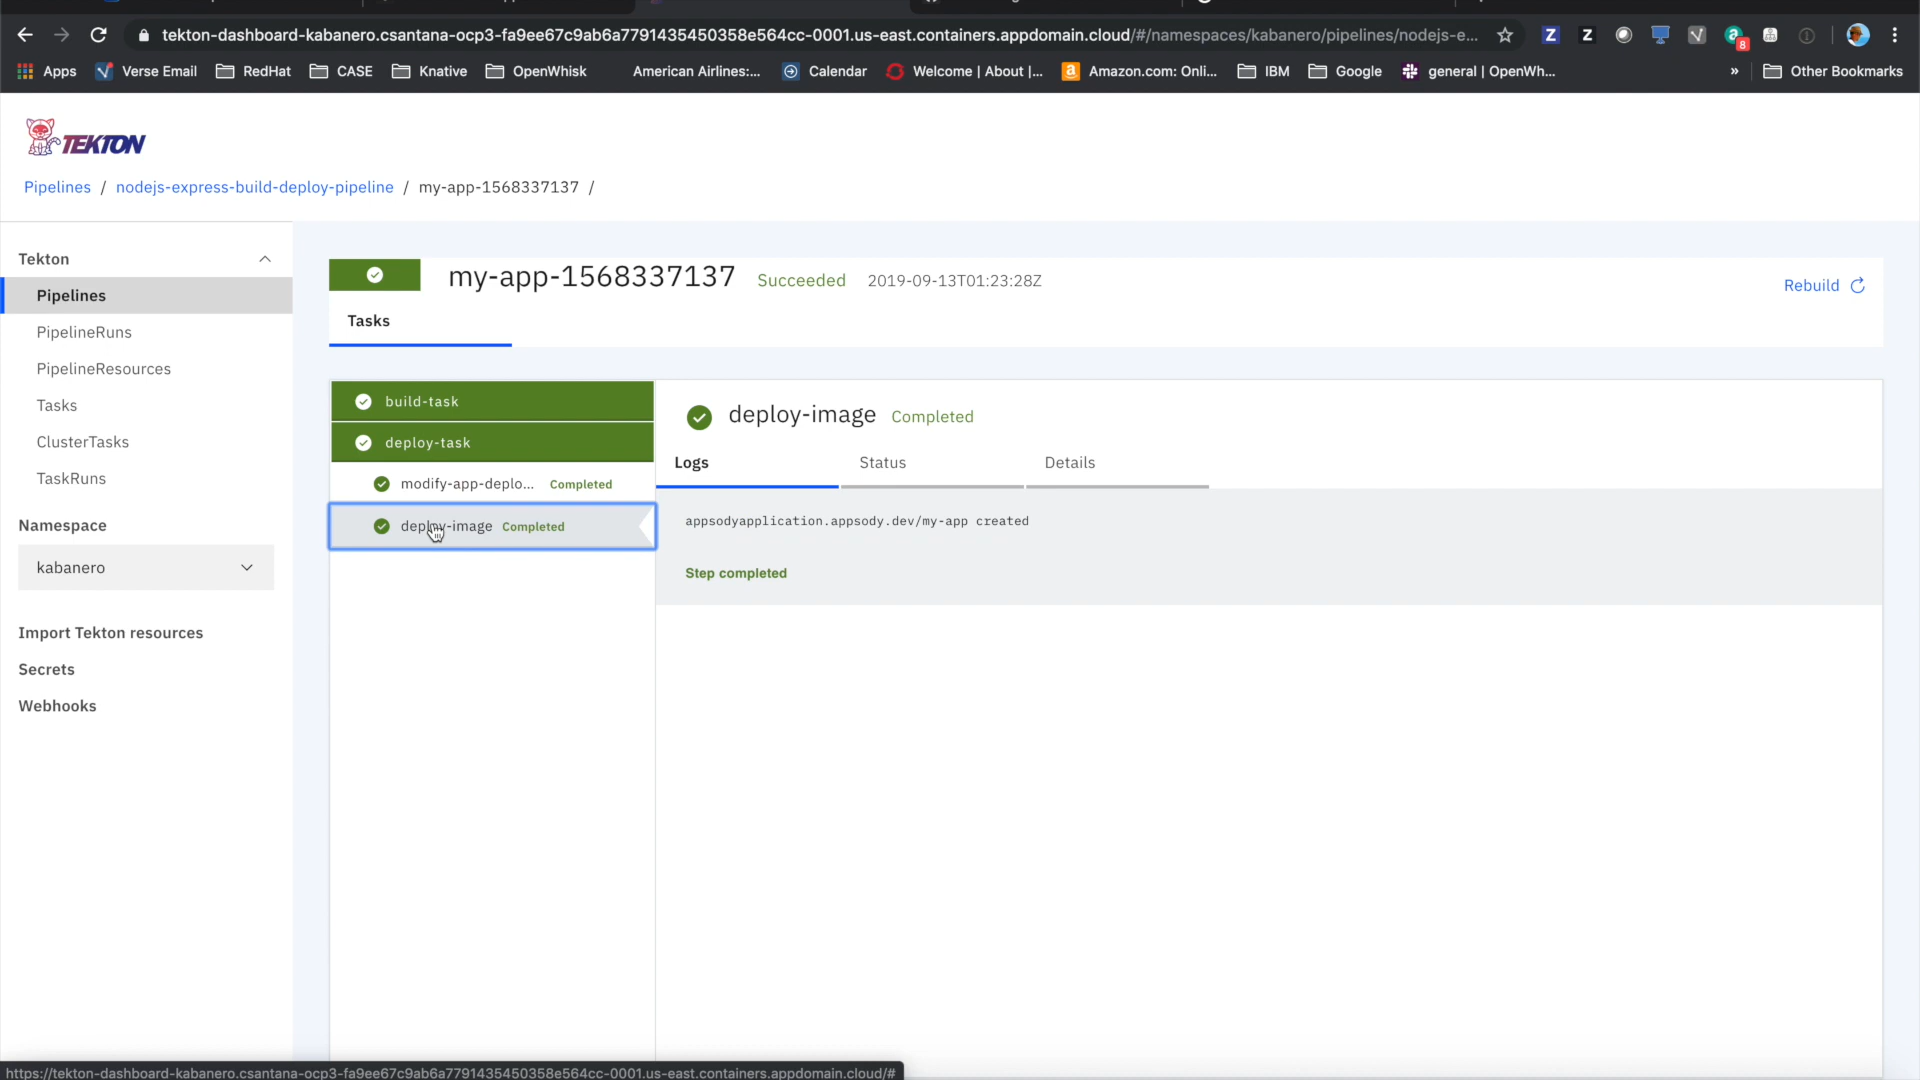 tekton-dashboard-kabanero.csantana-ocp3-fa9ee67c9ab6a7791435450358e564cc-0001.us-east.containers.appdomain.cloud/#/namespaces/kabanero/pipelines/nodejs-e...
8
Apps Verse Email RedHat CASE Knative OpenWhisk American Airlines:... Calendar Welcome | About |... Amazon.com: Onli... IBM Google general | OpenWh... » Other Bookmarks
TEKTON
Pipelines / nodejs-express-build-deploy-pipeline / my-app-1568337137 /
Tekton
Pipelines
PipelineRuns
PipelineResources
Tasks
ClusterTasks
TaskRuns
Namespace
kabanero
Import Tekton resources
Secrets
Webhooks
my-app-1568337137 Succeeded 2019-09-13T01:23:28Z
Rebuild
Tasks
build-task
deploy-task
modify-app-deplo... Completed
deploy-image Completed
deploy-image Completed
Logs Status Details
appsodyapplication.appsody.dev/my-app created
Step completed
https://tekton-dashboard-kabanero.csantana-ocp3-fa9ee67c9ab6a7791435450358e564cc-0001.us-east.containers.appdomain.cloud/#